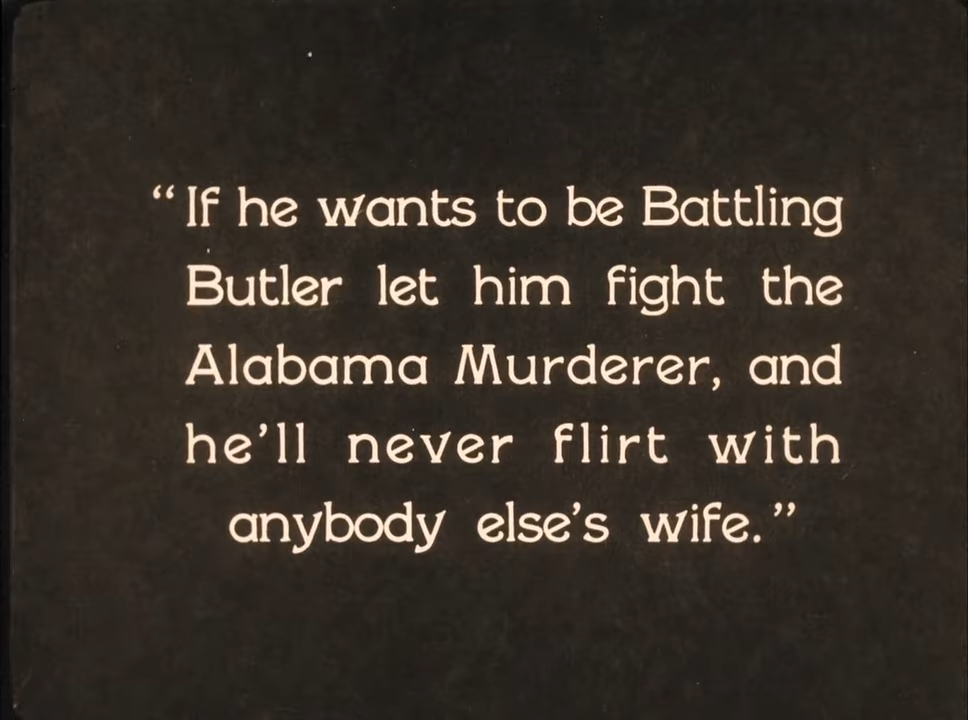 “If he wants to be Battling
Butler let him fight the
Alabama Murderer, and
he’ll never flirt with
anybody else’s wife.”